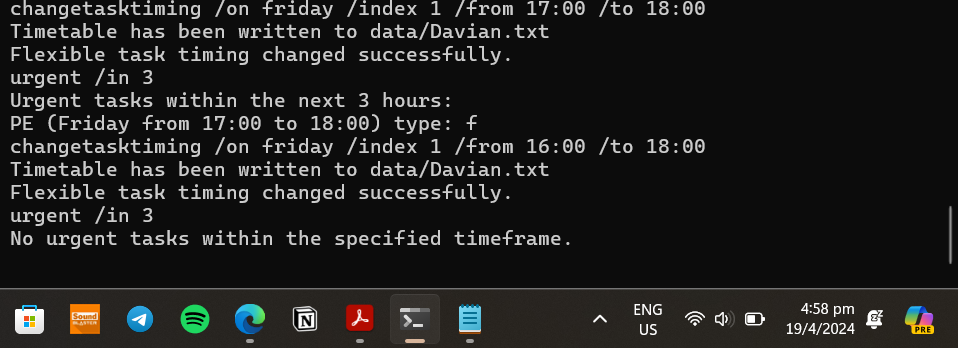 changetasktiming /on friday /index 1 /from 17:00 /to 18:00
Timetable has been written to data/Davian.txt
Flexible task timing changed successfully.
urgent /in 3
Urgent tasks within the next 3 hours:
PE (Friday from 17:00 to 18:00) type: f
changetasktiming /on friday /index 1 /from 16:00 /to 18:00
Timetable has been written to data/Davian.txt
Flexible task timing changed successfully.
urgent /in 3
No urgent tasks within the specified timeframe.
Sound
BLASTER
ENG
US
4:58 pm
19/4/2024
PRE